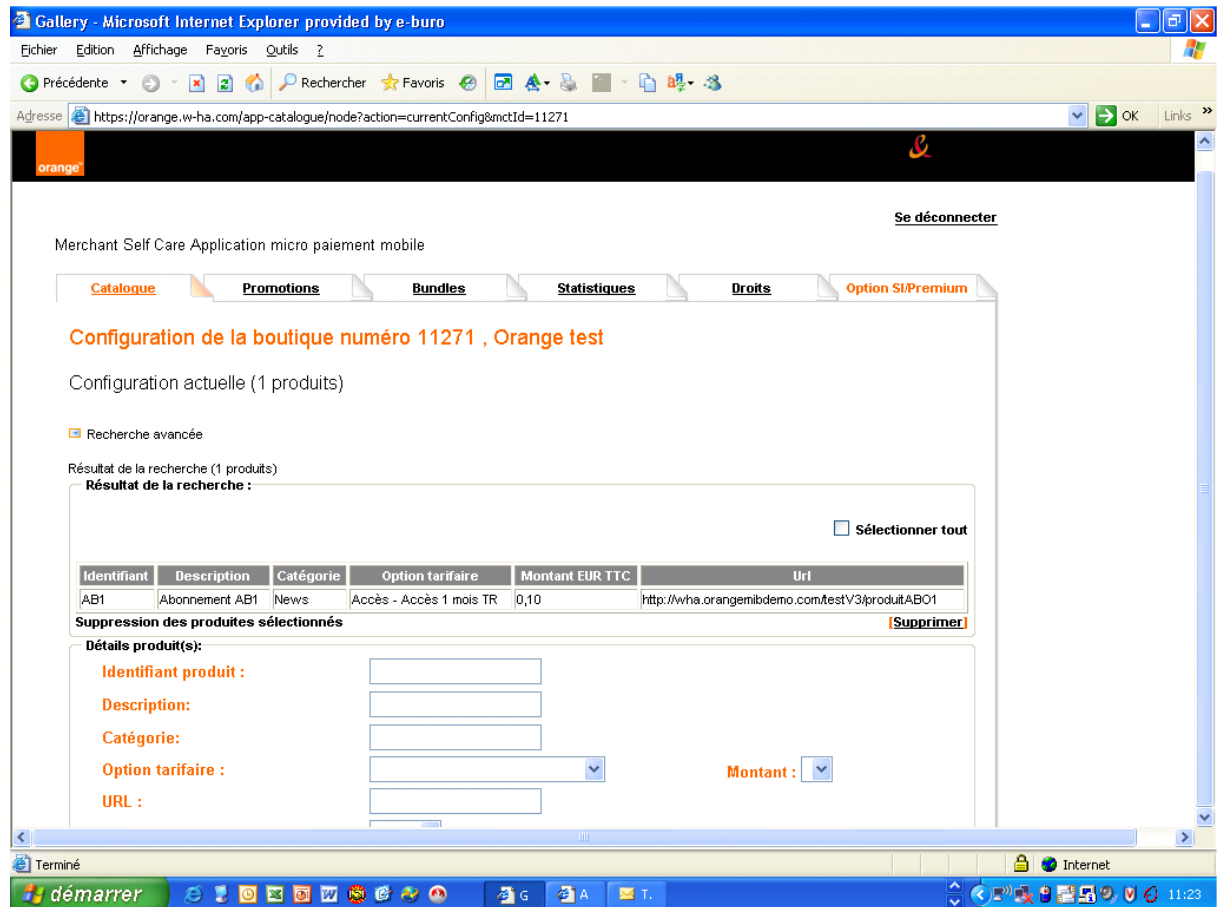 Gallery - Microsoft Internet Explorer provided by e-buro
Fichier Edition Affichage Favoris Outils ?
Précédente Rechercher Favoris
Adresse https://orange.w-ha.com/app-catalogue/node?action=currentConfig&mctId=11271 OK Links »
orange™
Se déconnecter
Merchant Self Care Application micro paiement mobile
Catalogue Promotions Bundles Statistiques Droits Option SI/Premium
Configuration de la boutique numéro 11271 , Orange test
Configuration actuelle (1 produits)
Recherche avancée
Résultat de la recherche (1 produits)
Résultat de la recherche :
Sélectionner tout
Identifiant Description Catégorie Option tarifaire Montant EUR TTC Url
AB1 Abonnement AB1 News Accès - Accès 1 mois TR 0,10 http://wha.orangemibdemo.com/testV3/produitABO1
Suppression des produites sélectionnés [Supprimer]
Détails produit(s):
Identifiant produit :
Description:
Catégorie:
Option tarifaire : Montant :
URL :
Terminé Internet
démarrer G A T. 11:23